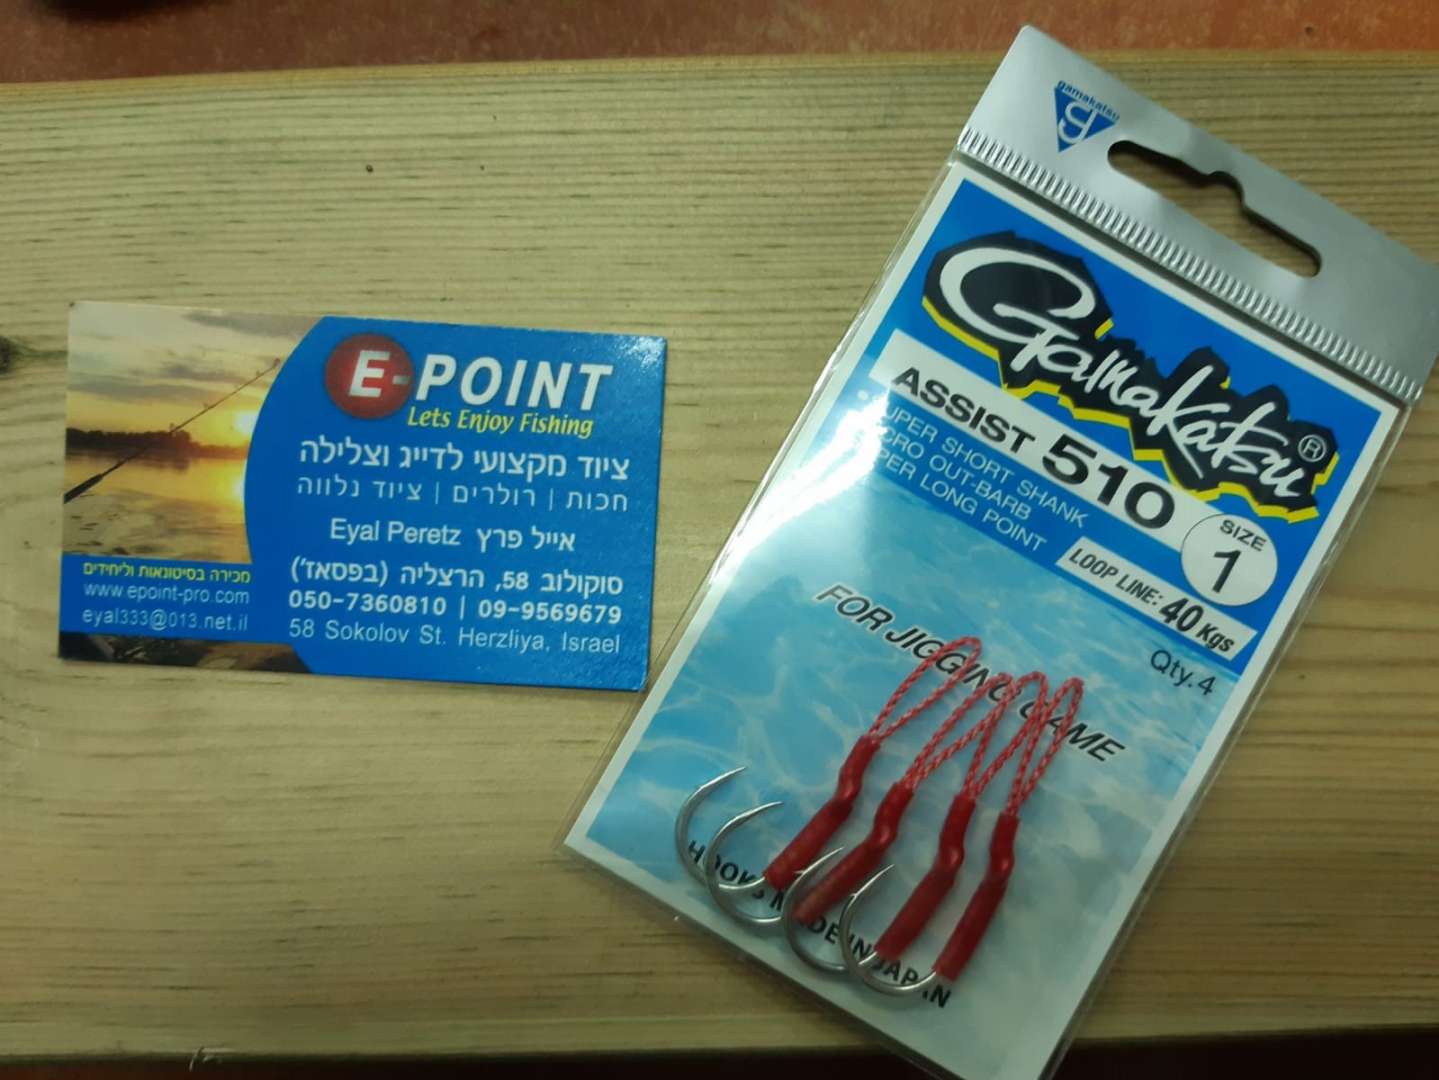 E-POINT
Lets Enjoy Fishing
ציוד מקצועי לדייג וצלילה
חכות | רולרים | ציוד נלווה
Eyal Peretz אייל פרץ
סוקולוב 58, הרצליה (בפסאז')
050-7360810 | 09-9569679
58 Sokolov St. Herzliya, Israel
מכירה בסיטונאות וליחידים
www.epoint-pro.com
eyal333@013.net.il
gamakatsu
Gamakatsu®
ASSIST 510
SIZE
1
• SUPER SHORT SHANK
MICRO OUT-BARB
SUPER LONG POINT
LOOP LINE: 40 Kgs
Qty. 4
FOR JIGGING GAME
HOOKS MADE IN JAPAN